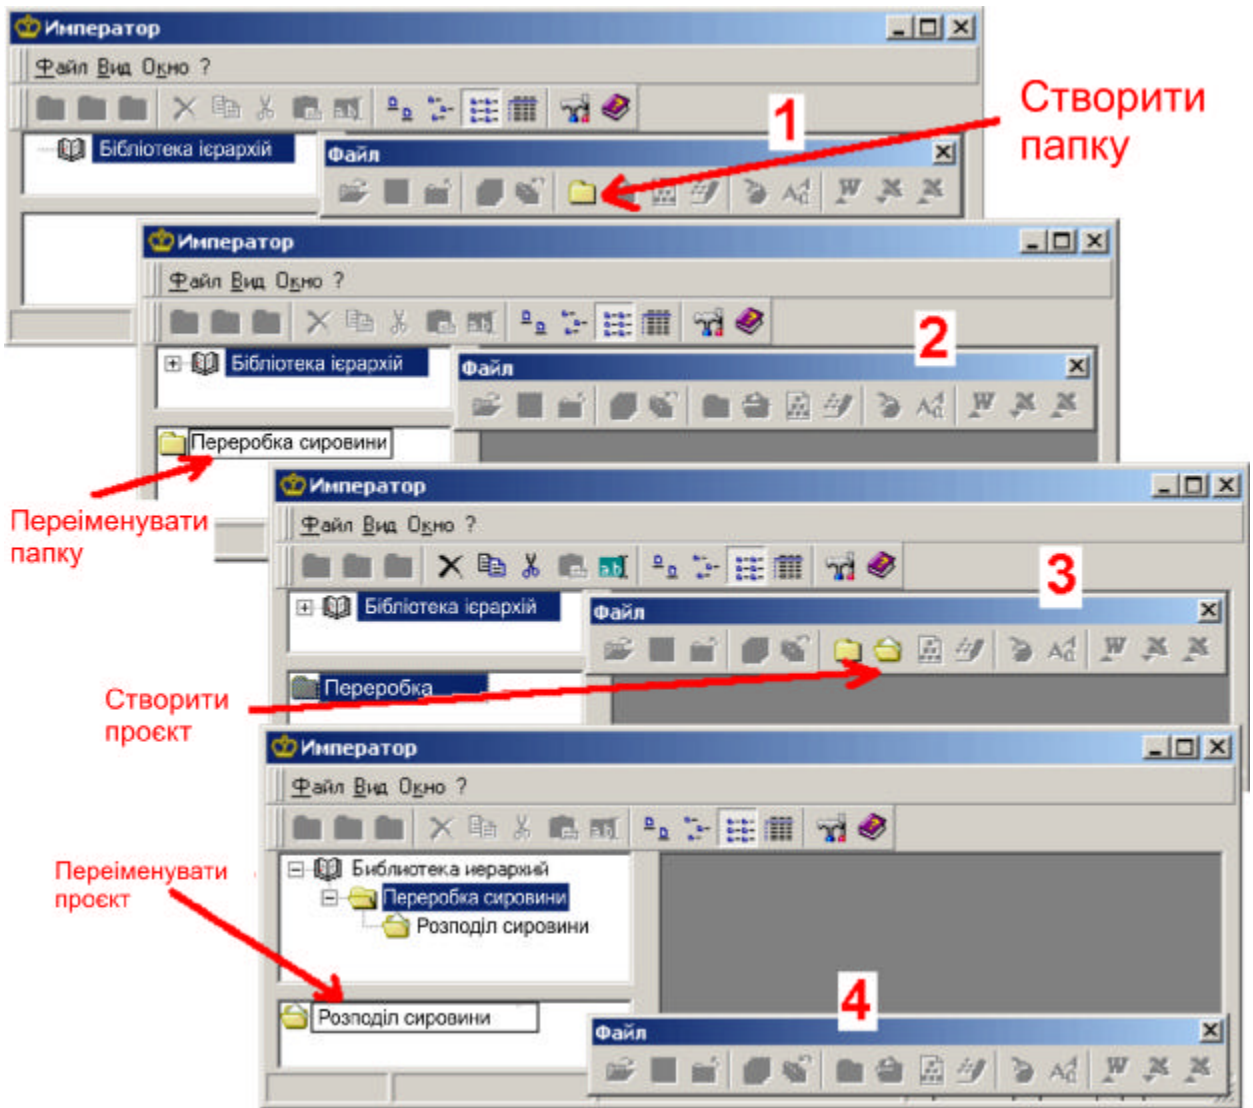 Император
Файл Вид Окно ?
1
Створити
папку
Бібліотека ієрархій
Файл
Император
Файл Вид Окно ?
2
Бібліотека ієрархій
Файл
Переробка сировини
Переіменувати
папку
Император
Файл Вид Окно ?
3
Бібліотека ієрархій
Файл
Переробка
Створити
проєкт
Император
Файл Вид Окно ?
Переіменувати
проєкт
Библиотека иерархий
Переробка сировини
Розподіл сировини
4
Розподіл сировини
Файл